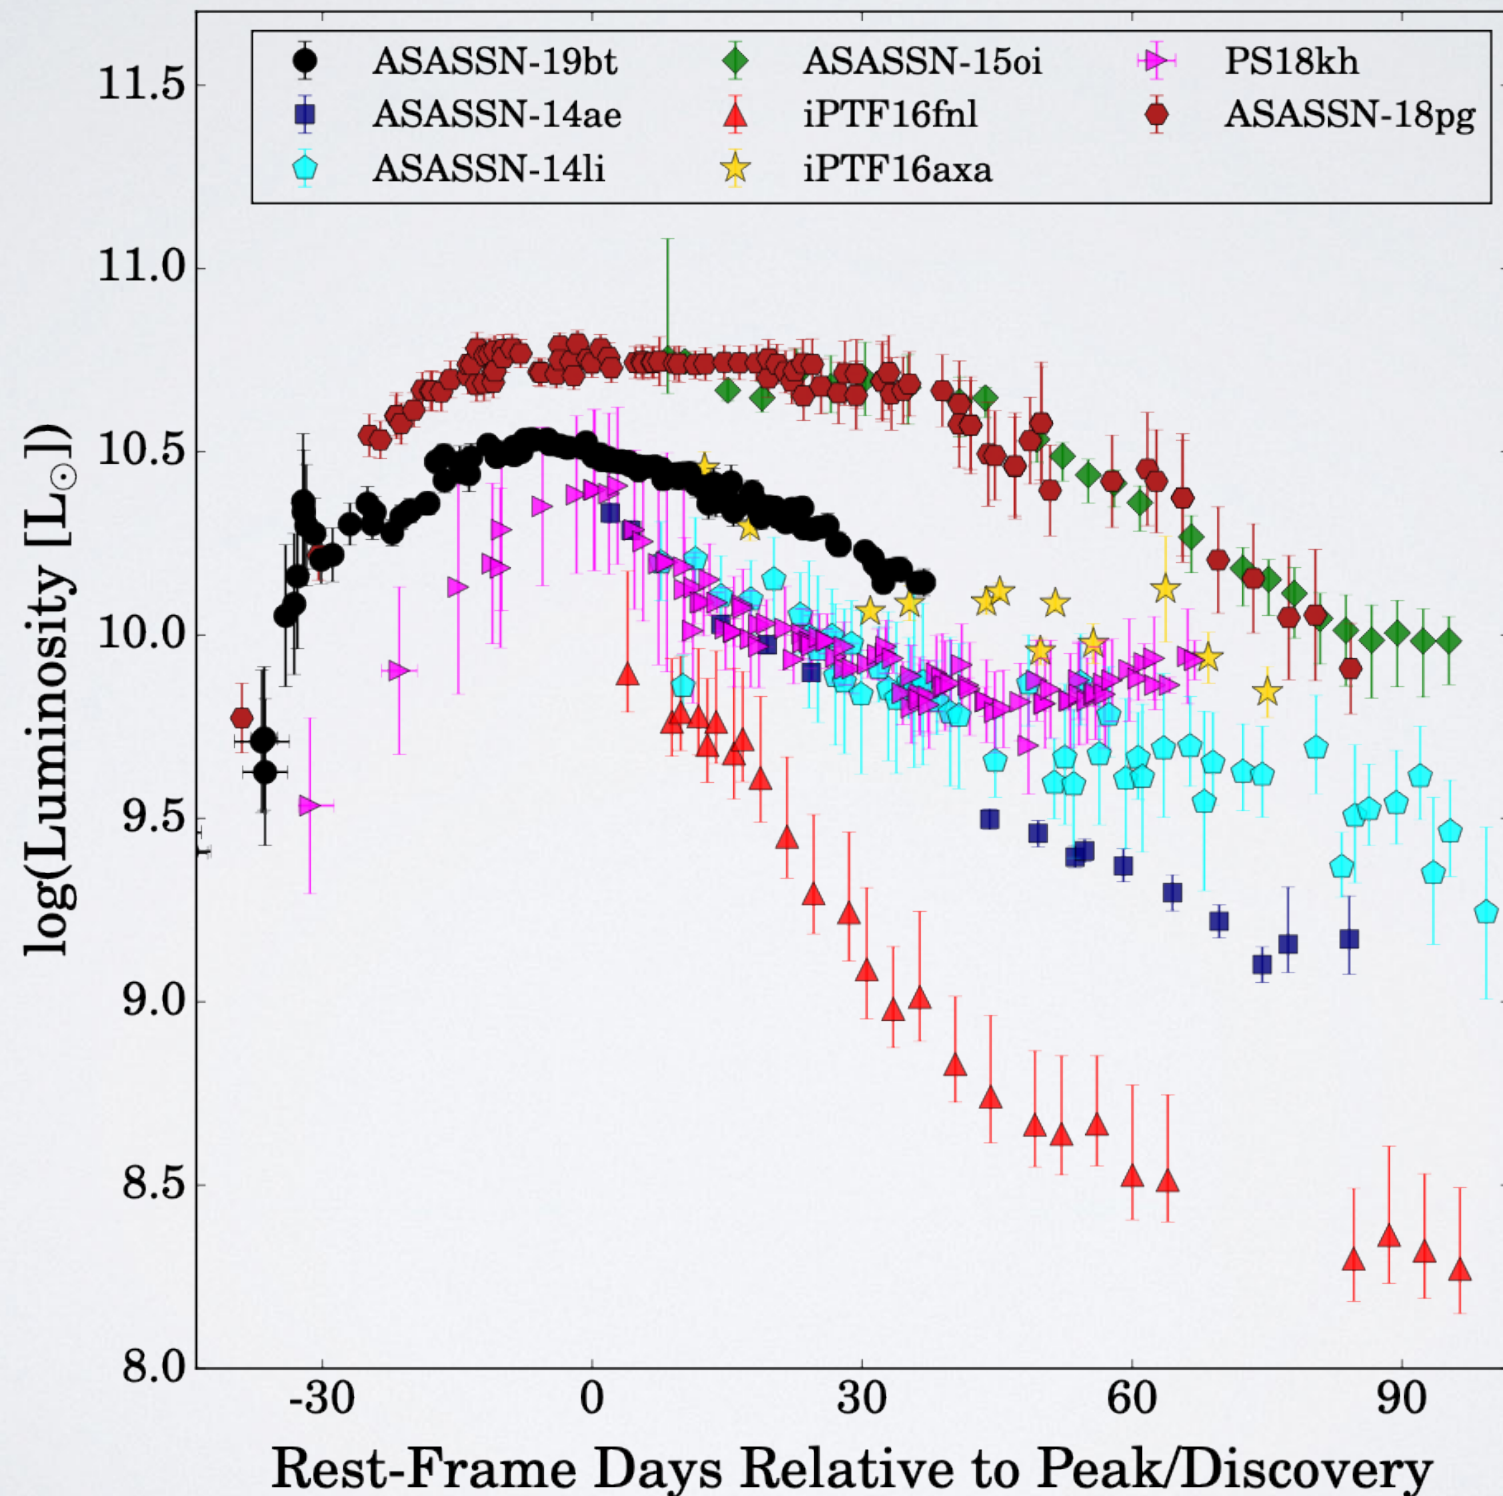 ASASSN-19bt ASASSN-15oi PS18kh
ASASSN-14ae iPTF16fnl ASASSN-18pg
ASASSN-14li iPTF16axa
11.5
11.0
10.5
10.0
9.5
9.0
8.5
8.0
log(Luminosity [L☉])
-30 0 30 60 90
Rest-Frame Days Relative to Peak/Discovery